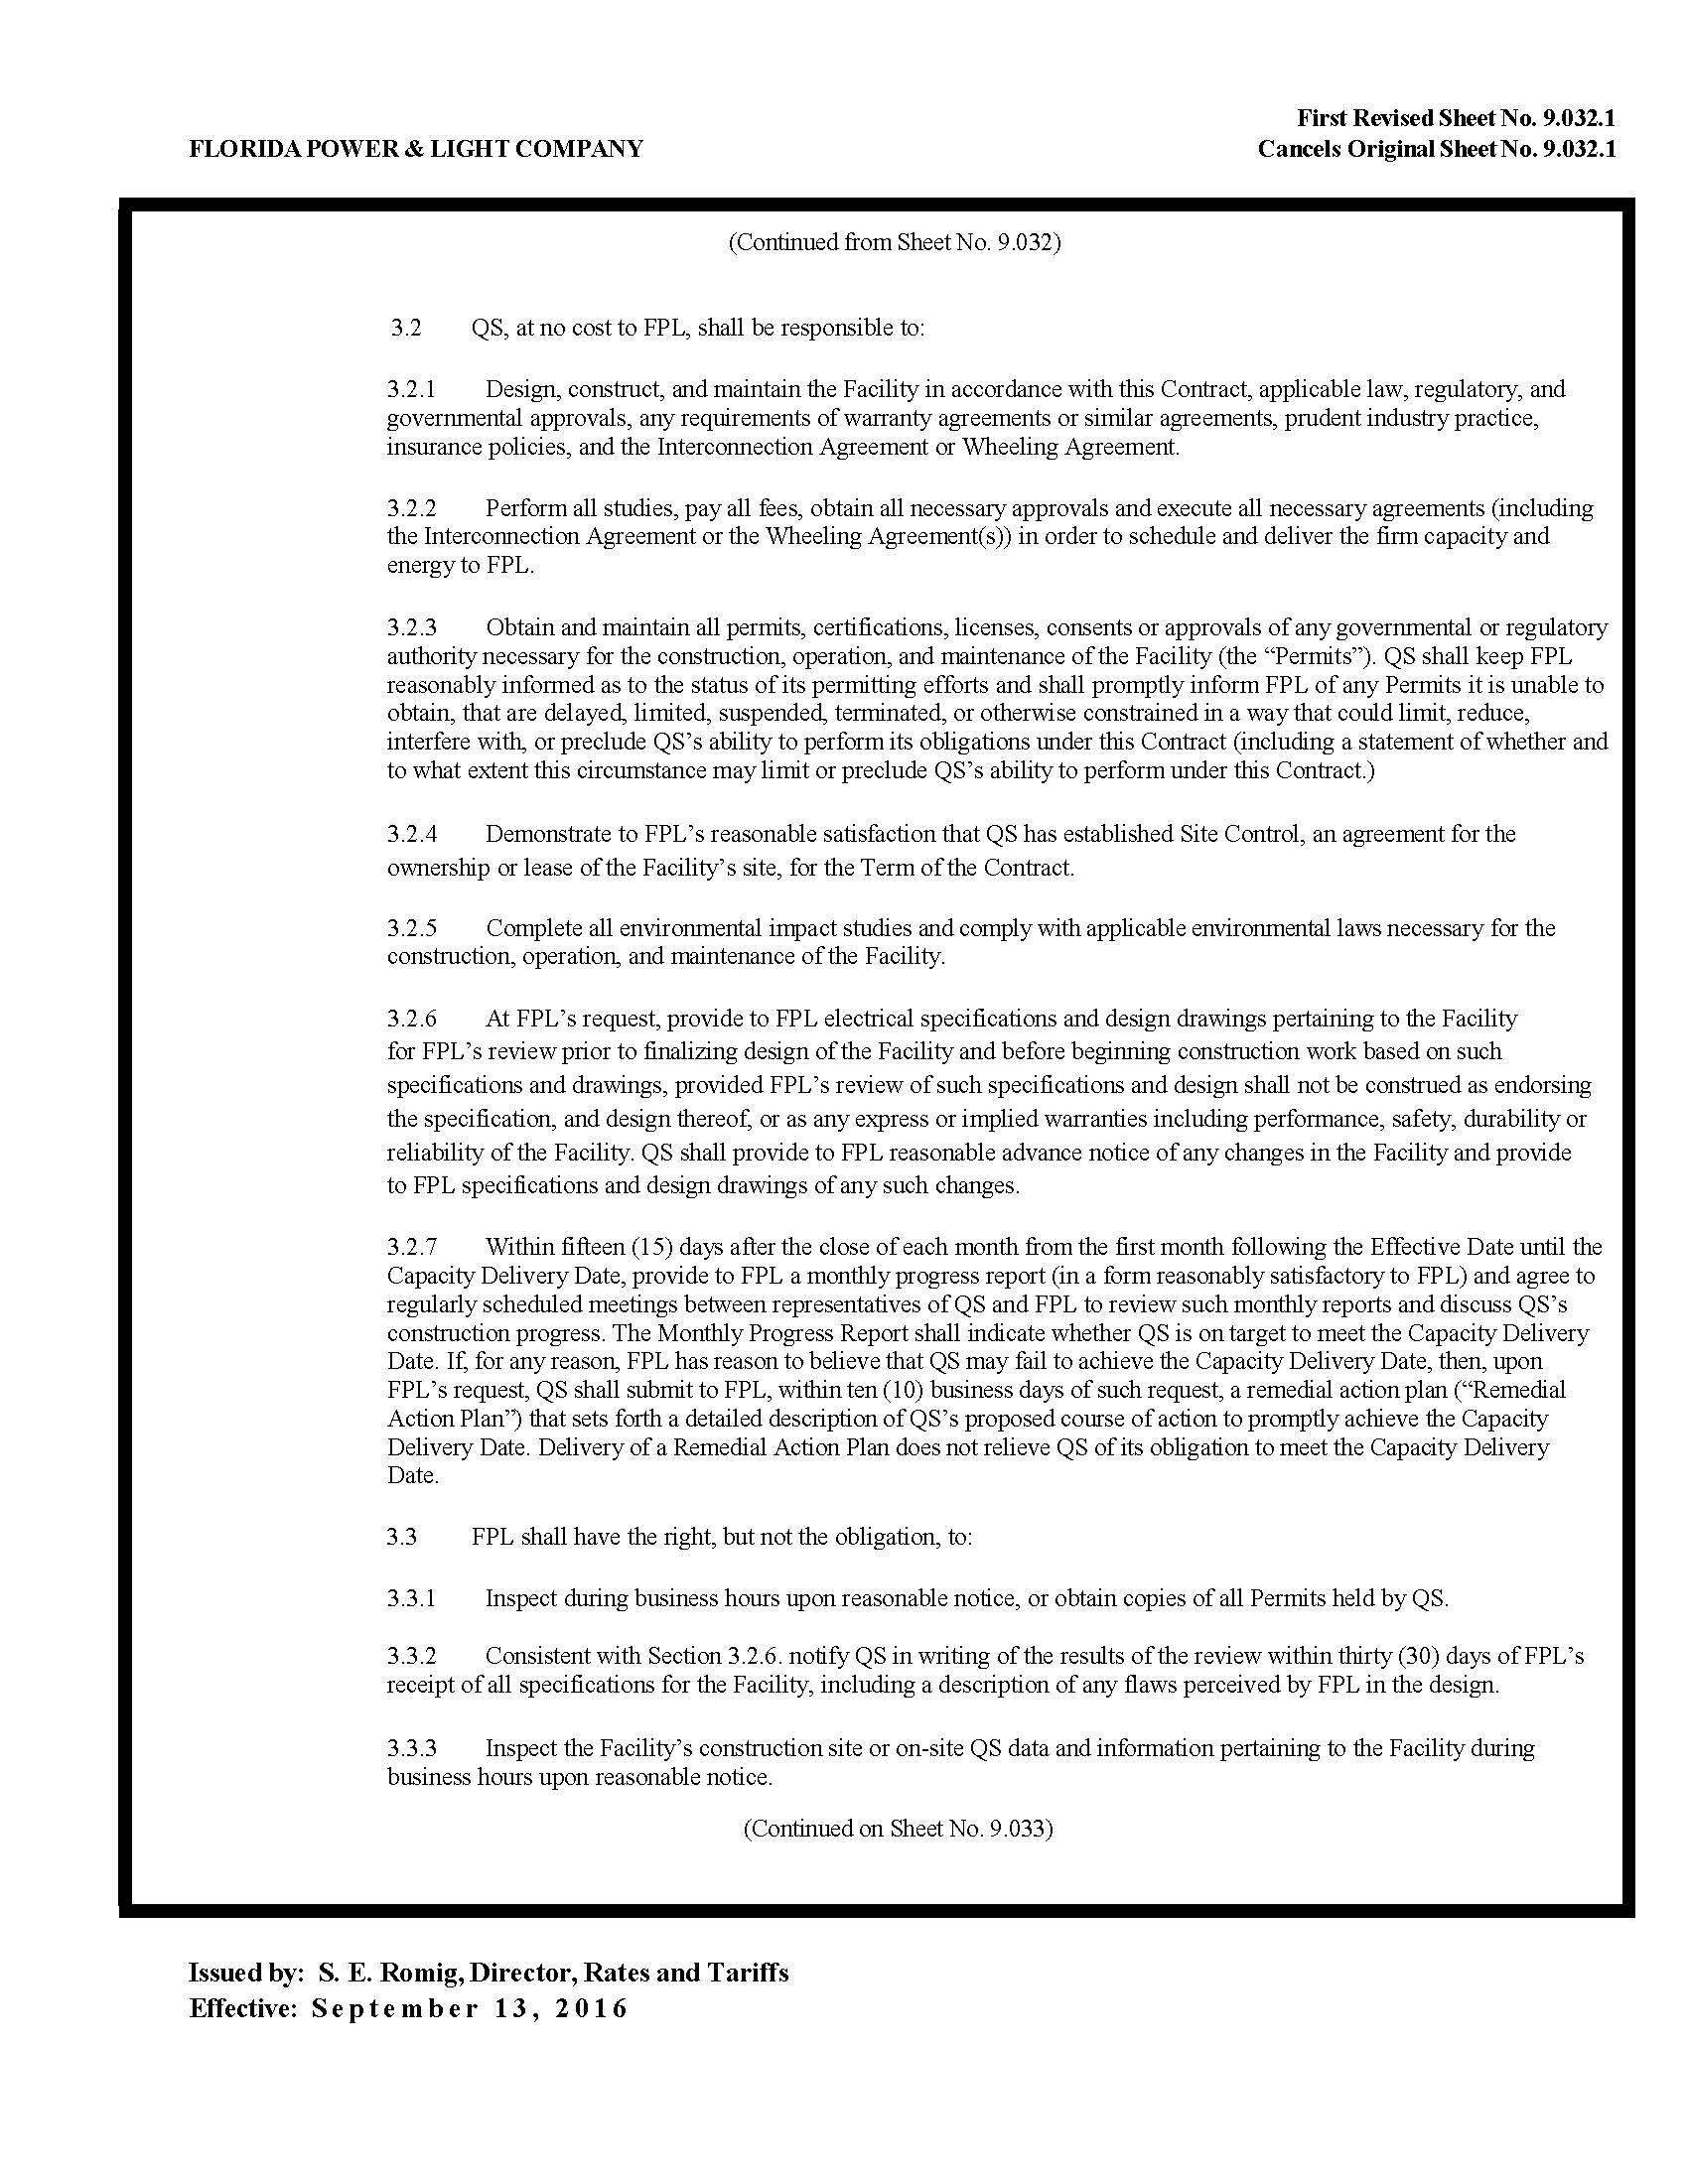 First Revised Sheet No. 9.032.1
FLORIDA POWER & LIGHT COMPANY Cancels Original Sheet No. 9.032.1
(Continued from Sheet No. 9.032)
3.2 QS, at no cost to FPL, shall be responsible to:
3.2.1 Design, construct, and maintain the Facility in accordance with this Contract, applicable law, regulatory, and
governmental approvals, any requirements of warranty agreements or similar agreements, prudent industry practice,
insurance policies, and the Interconnection Agreement or Wheeling Agreement.
3.2.2 Perform all studies, pay all fees, obtain all necessary approvals and execute all necessary agreements (including
the Interconnection Agreement or the Wheeling Agreement(s)) in order to schedule and deliver the firm capacity and
energy to FPL.
3.2.3 Obtain and maintain all permits, certifications, licenses, consents or approvals of any governmental or regulatory
authority necessary for the construction, operation, and maintenance of the Facility (the “Permits”). QS shall keep FPL
reasonably informed as to the status of its permitting efforts and shall promptly inform FPL of any Permits it is unable to
obtain, that are delayed, limited, suspended, terminated, or otherwise constrained in a way that could limit, reduce,
interfere with, or preclude QS’s ability to perform its obligations under this Contract (including a statement of whether and
to what extent this circumstance may limit or preclude QS’s ability to perform under this Contract.)
3.2.4 Demonstrate to FPL’s reasonable satisfaction that QS has established Site Control, an agreement for the
ownership or lease of the Facility’s site, for the Term of the Contract.
3.2.5 Complete all environmental impact studies and comply with applicable environmental laws necessary for the
construction, operation, and maintenance of the Facility.
3.2.6 At FPL’s request, provide to FPL electrical specifications and design drawings pertaining to the Facility
for FPL’s review prior to finalizing design of the Facility and before beginning construction work based on such
specifications and drawings, provided FPL’s review of such specifications and design shall not be construed as endorsing
the specification, and design thereof, or as any express or implied warranties including performance, safety, durability or
reliability of the Facility. QS shall provide to FPL reasonable advance notice of any changes in the Facility and provide
to FPL specifications and design drawings of any such changes.
3.2.7 Within fifteen (15) days after the close of each month from the first month following the Effective Date until the
Capacity Delivery Date, provide to FPL a monthly progress report (in a form reasonably satisfactory to FPL) and agree to
regularly scheduled meetings between representatives of QS and FPL to review such monthly reports and discuss QS’s
construction progress. The Monthly Progress Report shall indicate whether QS is on target to meet the Capacity Delivery
Date. If, for any reason, FPL has reason to believe that QS may fail to achieve the Capacity Delivery Date, then, upon
FPL’s request, QS shall submit to FPL, within ten (10) business days of such request, a remedial action plan (“Remedial
Action Plan”) that sets forth a detailed description of QS’s proposed course of action to promptly achieve the Capacity
Delivery Date. Delivery of a Remedial Action Plan does not relieve QS of its obligation to meet the Capacity Delivery
Date.
3.3 FPL shall have the right, but not the obligation, to:
3.3.1 Inspect during business hours upon reasonable notice, or obtain copies of all Permits held by QS.
3.3.2 Consistent with Section 3.2.6. notify QS in writing of the results of the review within thirty (30) days of FPL’s
receipt of all specifications for the Facility, including a description of any flaws perceived by FPL in the design.
3.3.3 Inspect the Facility’s construction site or on-site QS data and information pertaining to the Facility during
business hours upon reasonable notice.
(Continued on Sheet No. 9.033)
Issued by: S. E. Romig, Director, Rates and Tariffs
Effective: September 13, 2016